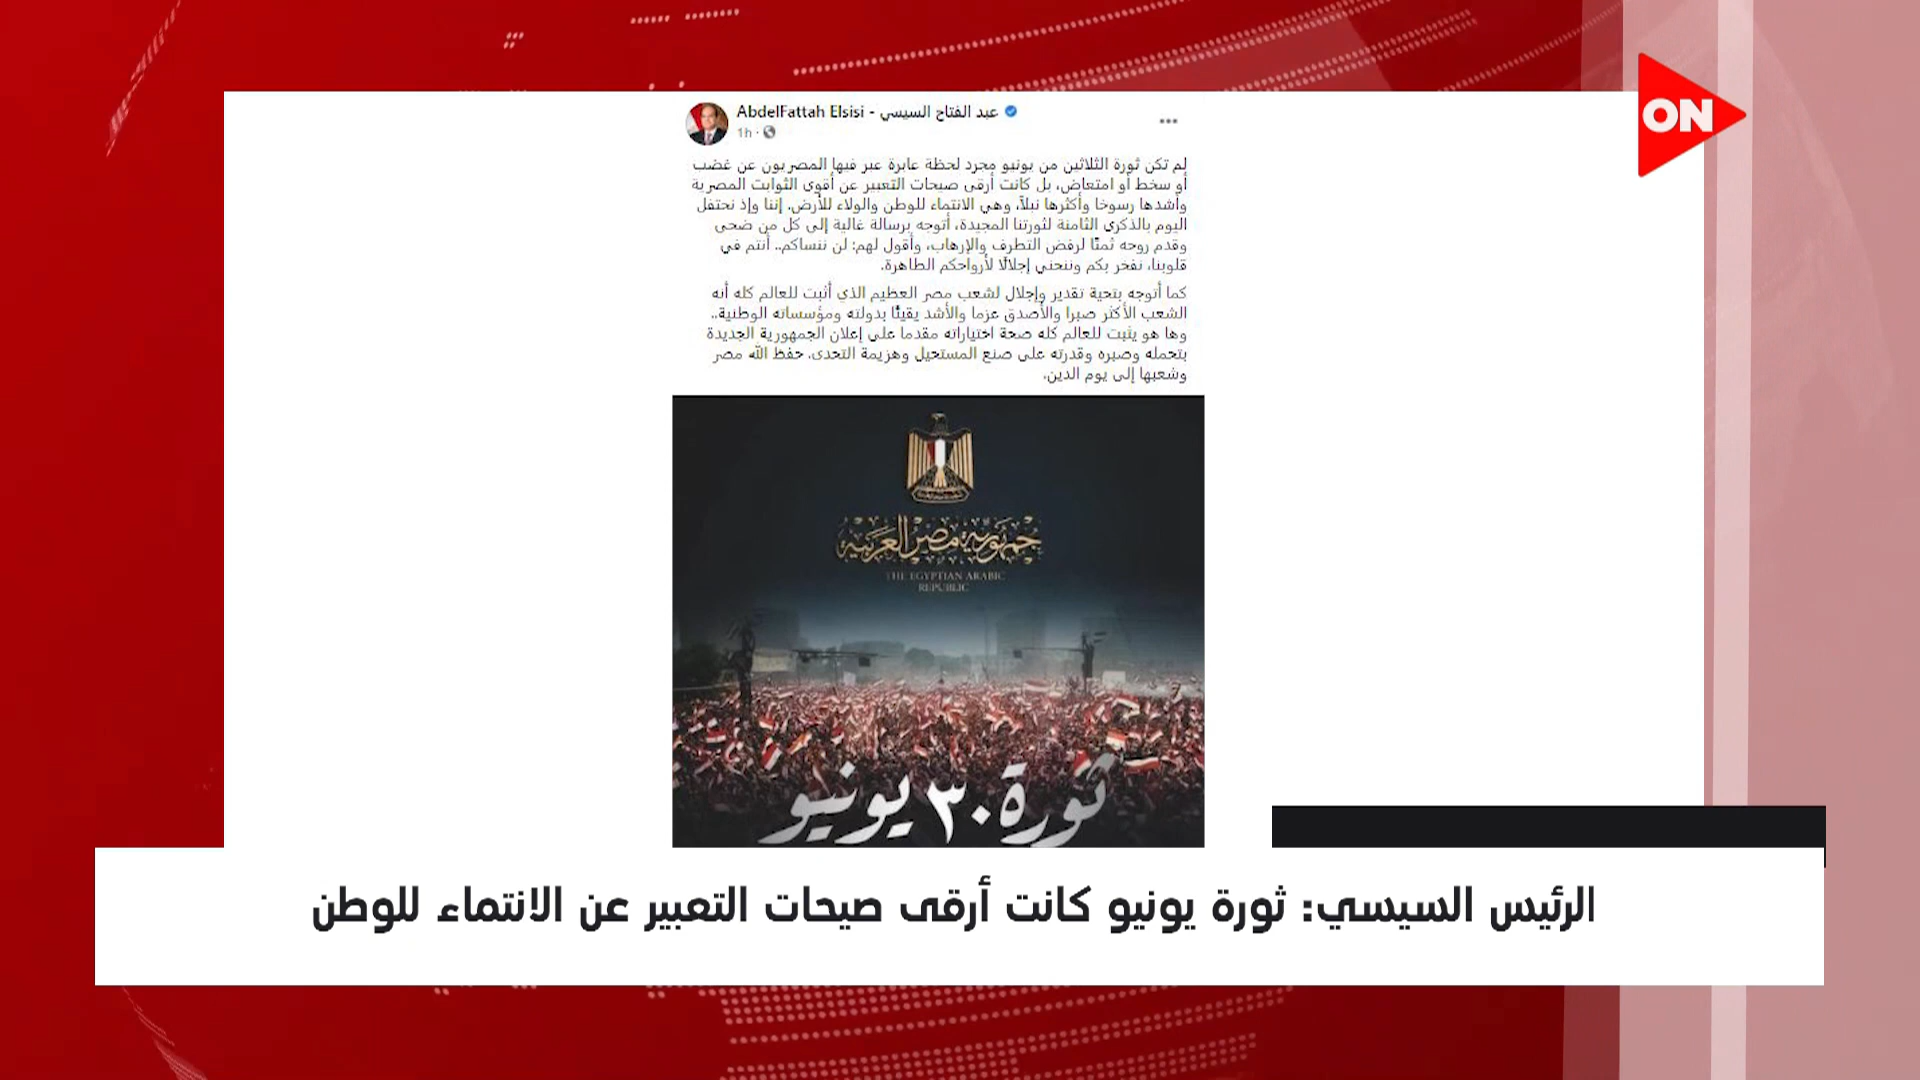 ON
AbdelFattah Elsisi - عبد الفتاح السيسي
1h
لم تكن ثورة الثلاثين من يونيو مجرد لحظة عابرة عبر فيها المصريون عن غضب
أو سخط أو امتعاض، بل كانت أرقى صيحات التعبير عن أقوى الثوابت المصرية
وأشدها رسوخا وأكثرها نبلاً، وهي الانتماء للوطن والولاء للأرض. إننا وإذ نحتفل
اليوم بالذكرى الثامنة لثورتنا المجيدة، أتوجه برسالة غالية إلى كل من ضحى
وقدم روحه ثمنًا لرفض التطرف والإرهاب، وأقول لهم: لن ننساكم.. أنتم في
قلوبنا، نفخر بكم وننحني إجلالًا لأرواحكم الطاهرة.
كما أتوجه بتحية تقدير وإجلال لشعب مصر العظيم الذي أثبت للعالم كله أنه
الشعب الأكثر صبرا والأصدق عزما والأشد يقينًا بدولته ومؤسساته الوطنية..
وها هو يثبت للعالم كله صحة اختياراته مقدما على إعلان الجمهورية الجديدة
بتحمله وصبره وقدرته على صنع المستحيل وهزيمة التحدى. حفظ الله مصر
وشعبها إلى يوم الدين.
جمهورية مصر العربية
THE EGYPTIAN ARABIC
REPUBLIC
ثورة ٣٠ يونيو
الرئيس السيسي: ثورة يونيو كانت أرقى صيحات التعبير عن الانتماء للوطن